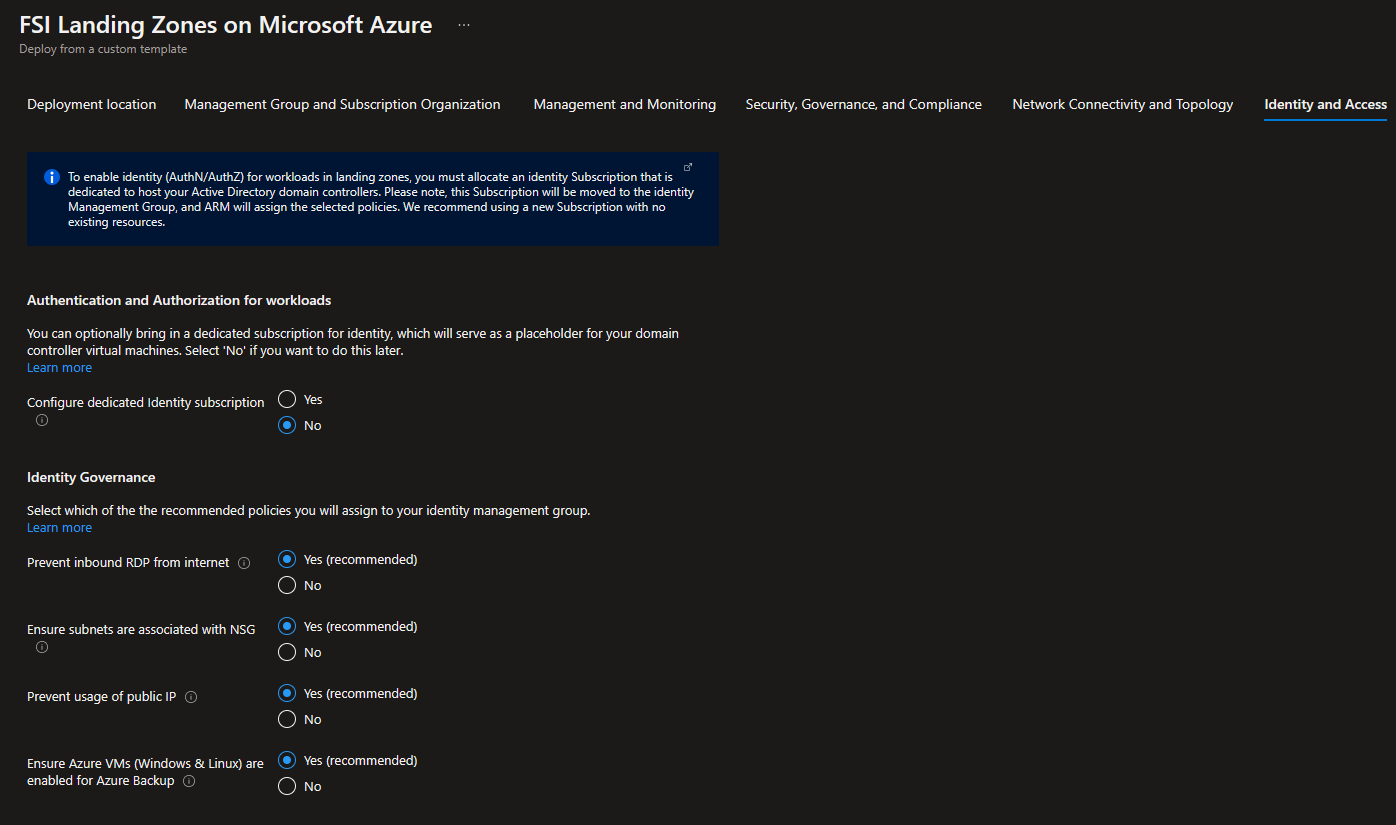 FSI Landing Zones on Microsoft Azure ...
Deploy from a custom template
Deployment location Management Group and Subscription Organization Management and Monitoring Security, Governance, and Compliance Network Connectivity and Topology Identity and Access
To enable identity (AuthN/AuthZ) for workloads in landing zones, you must allocate an identity Subscription that is
dedicated to host your Active Directory domain controllers. Please note, this Subscription will be moved to the identity
Management Group, and ARM will assign the selected policies. We recommend using a new Subscription with no
existing resources.
Authentication and Authorization for workloads
You can optionally bring in a dedicated subscription for identity, which will serve as a placeholder for your domain
controller virtual machines. Select 'No' if you want to do this later.
Learn more
Configure dedicated Identity subscription
Yes
No
Identity Governance
Select which of the the recommended policies you will assign to your identity management group.
Learn more
Prevent inbound RDP from internet
Yes (recommended)
No
Ensure subnets are associated with NSG
Yes (recommended)
No
Prevent usage of public IP
Yes (recommended)
No
Ensure Azure VMs (Windows & Linux) are
enabled for Azure Backup
Yes (recommended)
No